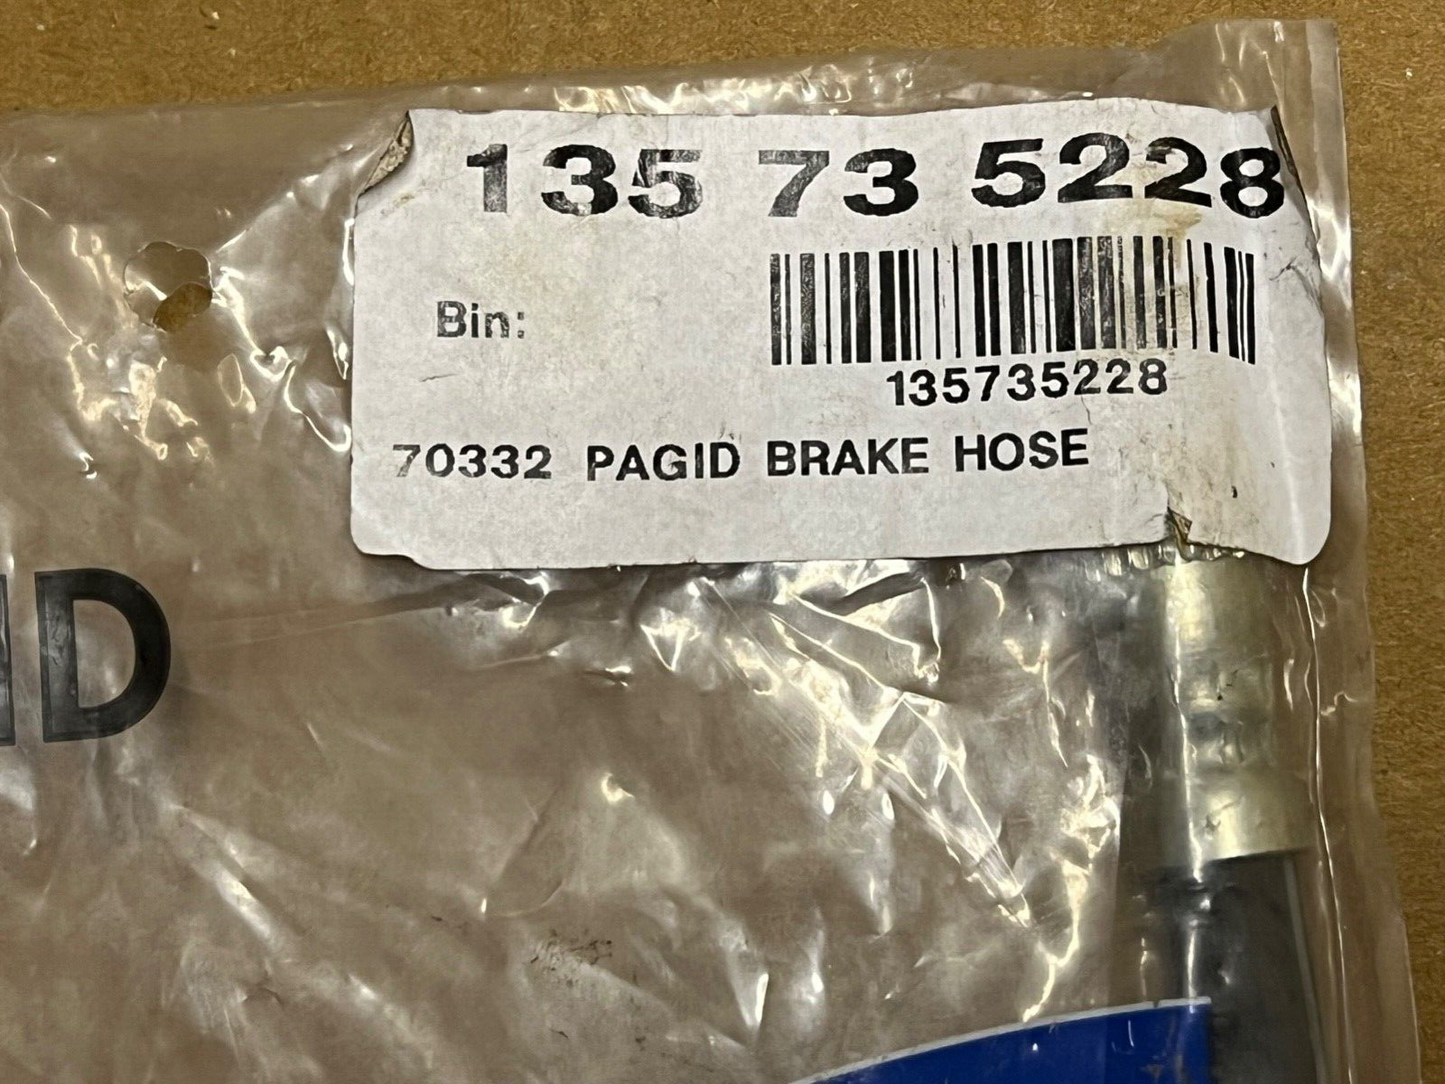 135 73 5228
Bin:
135735228
70332 PAGID BRAKE HOSE